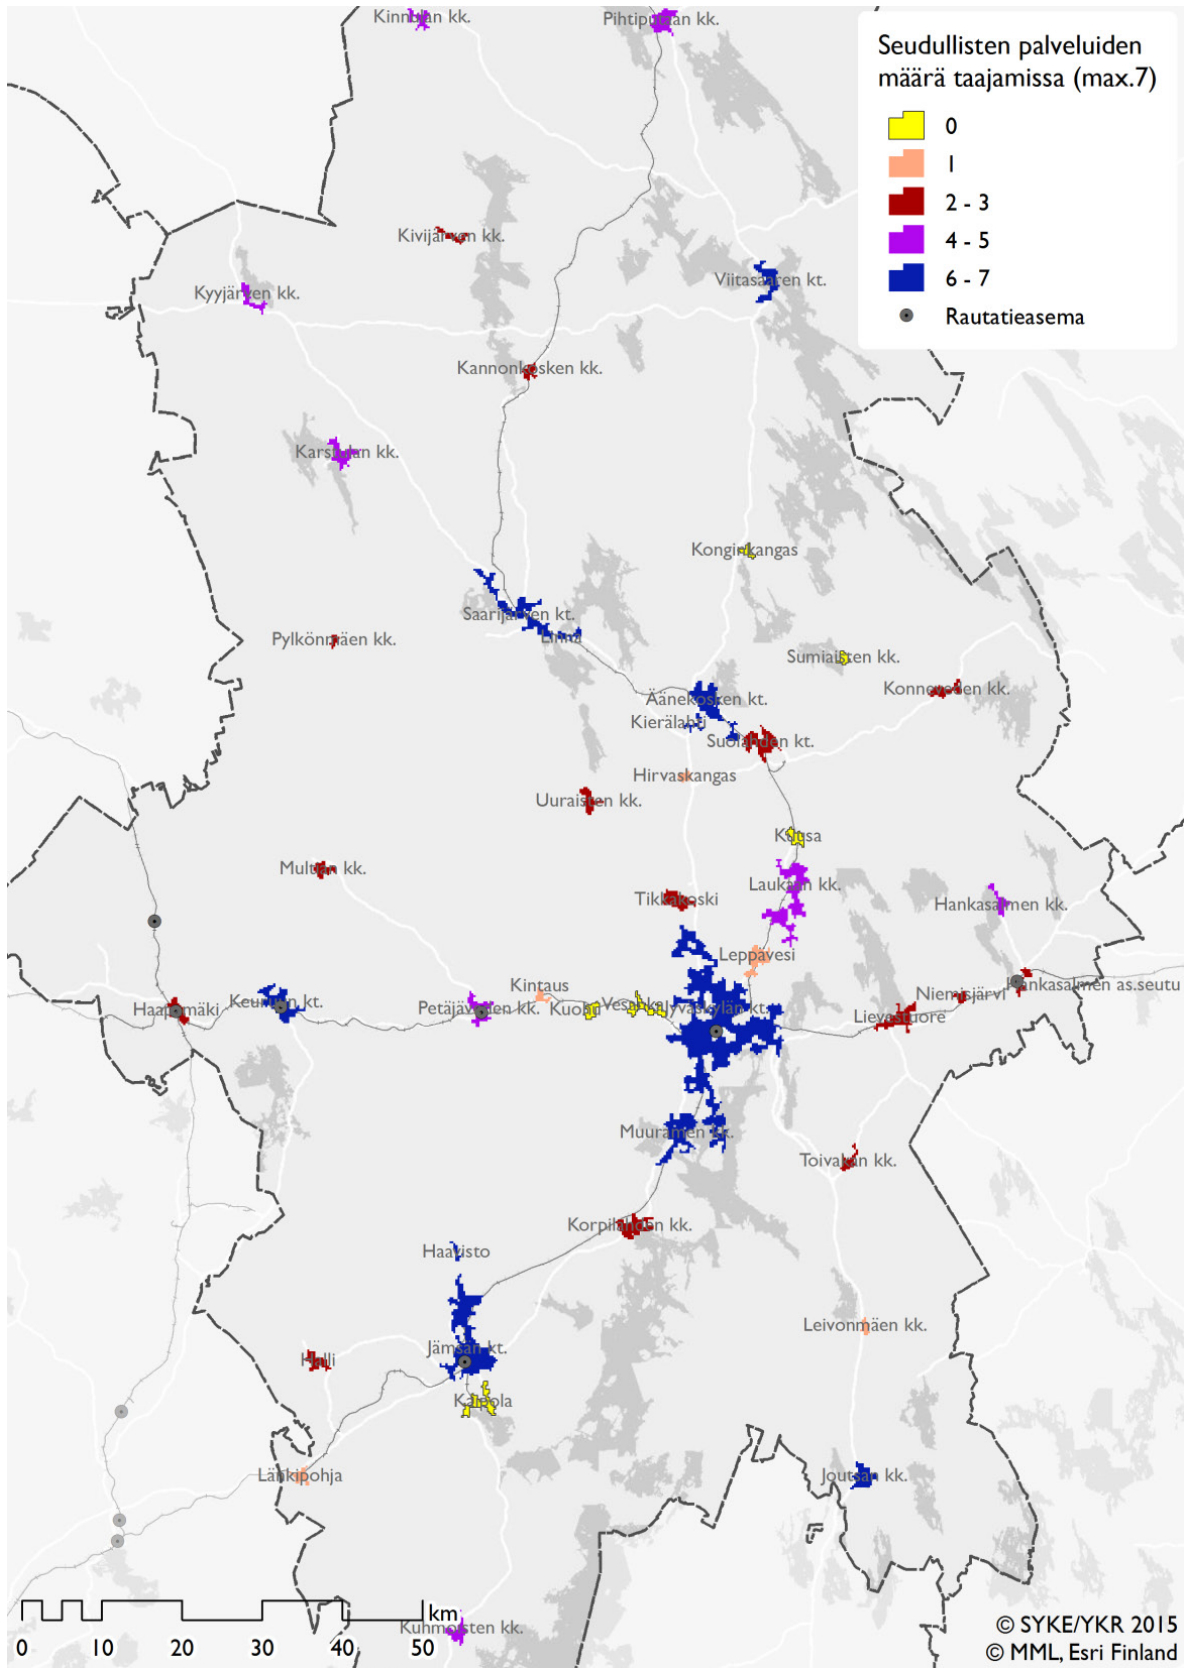 Kinnulan kk.
Pihtiputaan kk.
Seudullisten palveluiden
määrä taajamissa (max.7)
0
1
2 - 3
4 - 5
6 - 7
Rautatieasema
Kivijärven kk.
Viitasaaren kt.
Kyyjärven kk.
Kannonkosken kk.
Karstulan kk.
Konginkangas
Saarijärven kt.
Linna
Pylkönmäen kk.
Sumiaisten kk.
Konneveden kk.
Äänekosken kt.
Kierälahti
Suolahden kt.
Hirvaskangas
Uuraisten kk.
Kuusa
Multian kk.
Laukaan kk.
Tikkakoski
Hankasalmen kk.
Leppävesi
Kintaus
Hankasalmen as.seutu
Niemisjärvi
Haapamäki
Keuruun kt.
Petäjäveden kk.
Kuohu
Vesanka
Jyväskylän kt.
Lievestuore
Muuramen kk.
Toivakan kk.
Korpilahden kk.
Haavisto
Leivonmäen kk.
Jämsän kt.
Halli
Kaipola
Länkipohja
Joutsan kk.
Kuhmoisten kk.
km
0 10 20 30 40 50
© SYKE/YKR 2015
© MML, Esri Finland